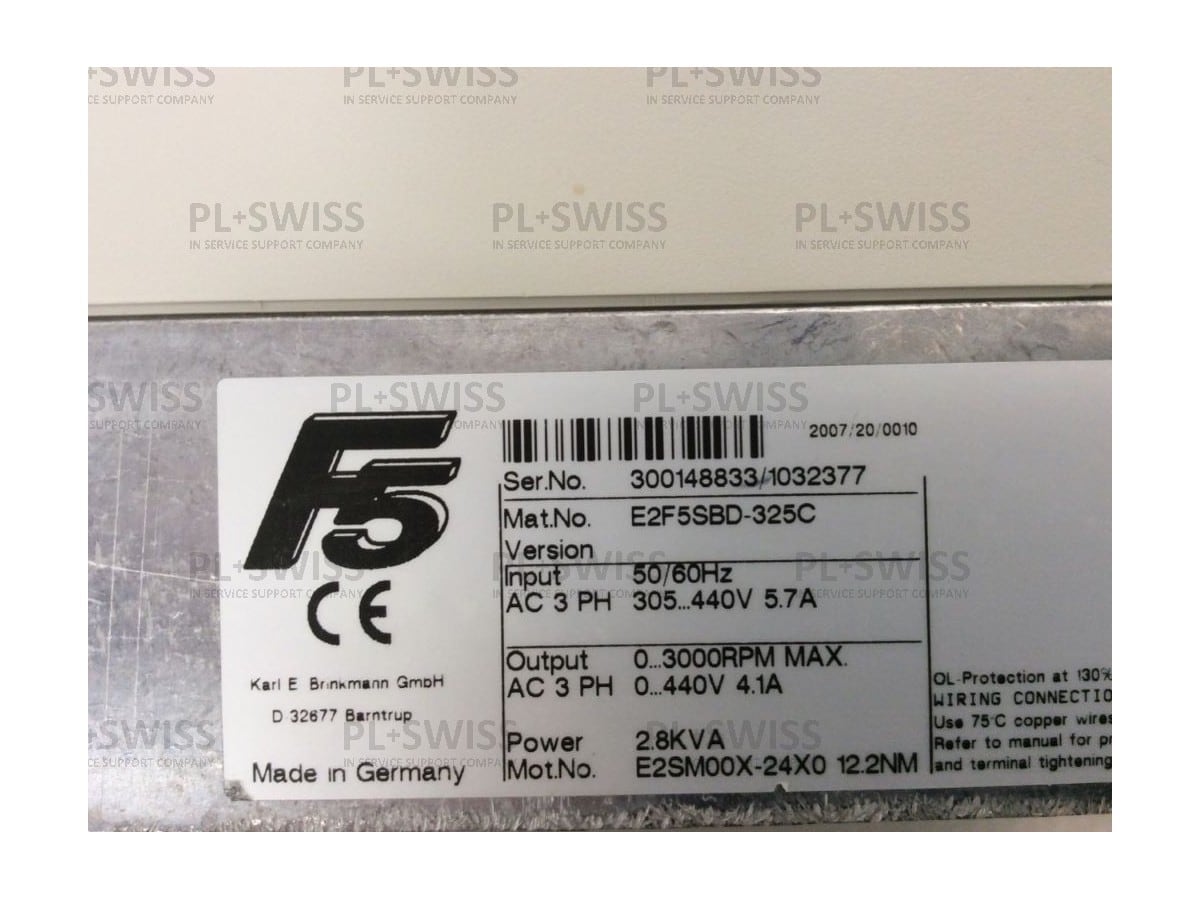 PL+SWISS PL+SWISS PL+SWISS
IN SERVICE SUPPORT COMPANY IN SERVICE SUPPORT COMPANY IN SERVICE SUPPORT COMPANY
PL+SWISS PL+SWISS PL+SWISS
IN SERVICE SUPPORT COMPANY IN SERVICE SUPPORT COMPANY IN SERVICE SUPPORT COMPANY
F5
CE
Karl E Brinkmann GmbH
D 32677 Barntrup
Made in Germany
2007/20/0010
Ser.No. 300148833/1032377
Mat.No. E2F5SBD-325C
Version
Input 50/60Hz
AC 3 PH 305...440V 5.7A
Output 0...3000RPM MAX.
AC 3 PH 0...440V 4.1A
Power 2.8KVA
Mot.No. E2SM00X-24X0 12.2NM
OL-Protection at 130%
WIRING CONNECTIO
Use 75°C copper wires
Refer to manual for pr
and terminal tightening